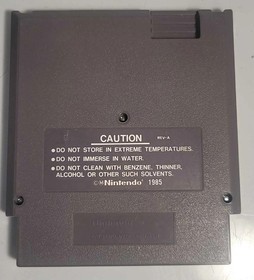 CAUTION REV-A
• DO NOT STORE IN EXTREME TEMPERATURES.
• DO NOT IMMERSE IN WATER.
• DO NOT CLEAN WITH BENZENE, THINNER,
ALCOHOL OR OTHER SUCH SOLVENTS.
©Nintendo® 1985